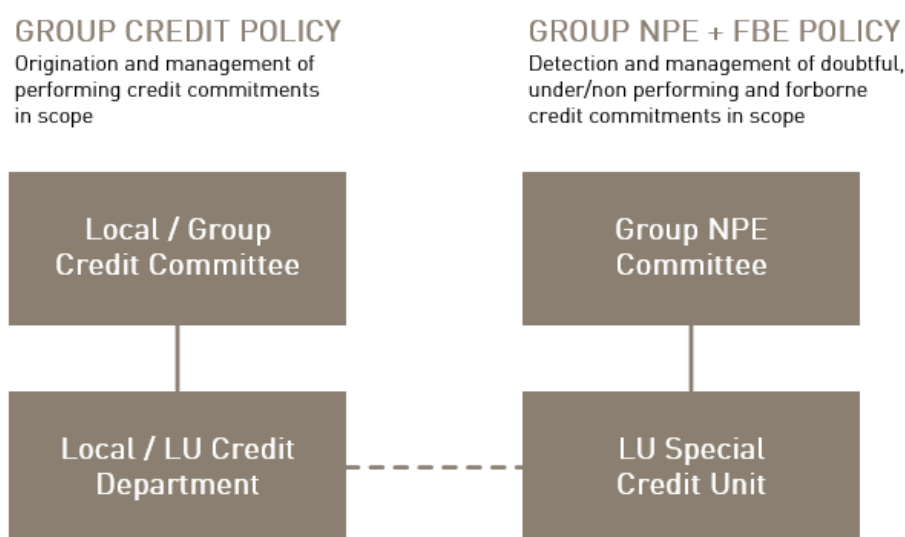 GROUP CREDIT POLICY
Origination and management of
performing credit commitments
in scope
GROUP NPE + FBE POLICY
Detection and management of doubtful,
under/non performing and forborne
credit commitments in scope
Local / Group
Credit Committee
Group NPE
Committee
Local / LU Credit
Department
LU Special
Credit Unit